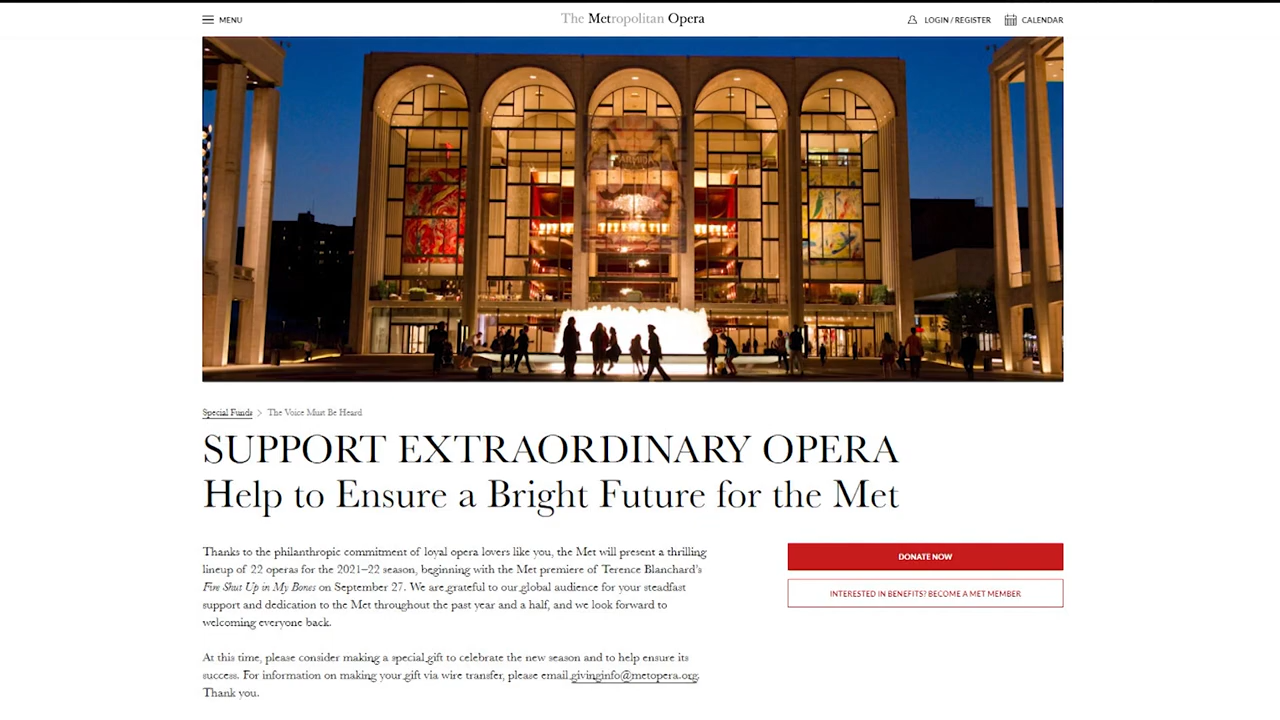 MENU
The Metropolitan Opera
LOGIN / REGISTER
CALENDAR
Special Funds > The Voice Must Be Heard
SUPPORT EXTRAORDINARY OPERA
Help to Ensure a Bright Future for the Met
Thanks to the philanthropic commitment of loyal opera lovers like you, the Met will present a thrilling
lineup of 22 operas for the 2021–22 season, beginning with the Met premiere of Terence Blanchard's
Fire Shut Up in My Bones on September 27. We are grateful to our global audience for your steadfast
support and dedication to the Met throughout the past year and a half, and we look forward to
welcoming everyone back.
At this time, please consider making a special gift to celebrate the new season and to help ensure its
success. For information on making your gift via wire transfer, please email givinginfo@metopera.org.
Thank you.
DONATE NOW
INTERESTED IN BENEFITS? BECOME A MET MEMBER